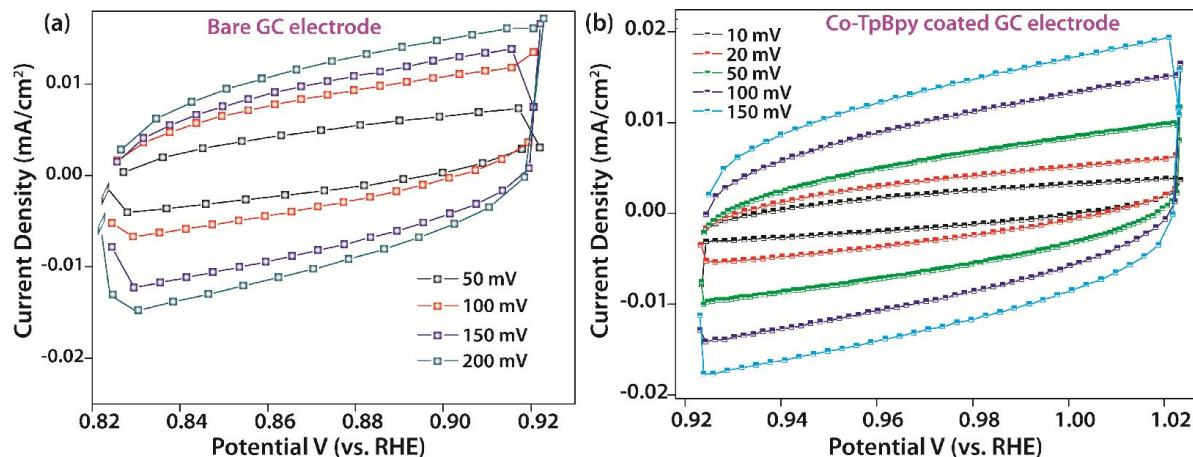 (a)
Bare GC electrode
Current Density (mA/cm²)
0.01
0.00
-0.01
-0.02
50 mV
100 mV
150 mV
200 mV
0.82
0.84
0.86
0.88
0.90
0.92
Potential V (vs. RHE)
(b)
Co-TpBpy coated GC electrode
Current Density (mA/cm²)
0.02
0.01
0.00
-0.01
-0.02
10 mV
20 mV
50 mV
100 mV
150 mV
0.92
0.94
0.96
0.98
1.00
1.02
Potential V (vs. RHE)